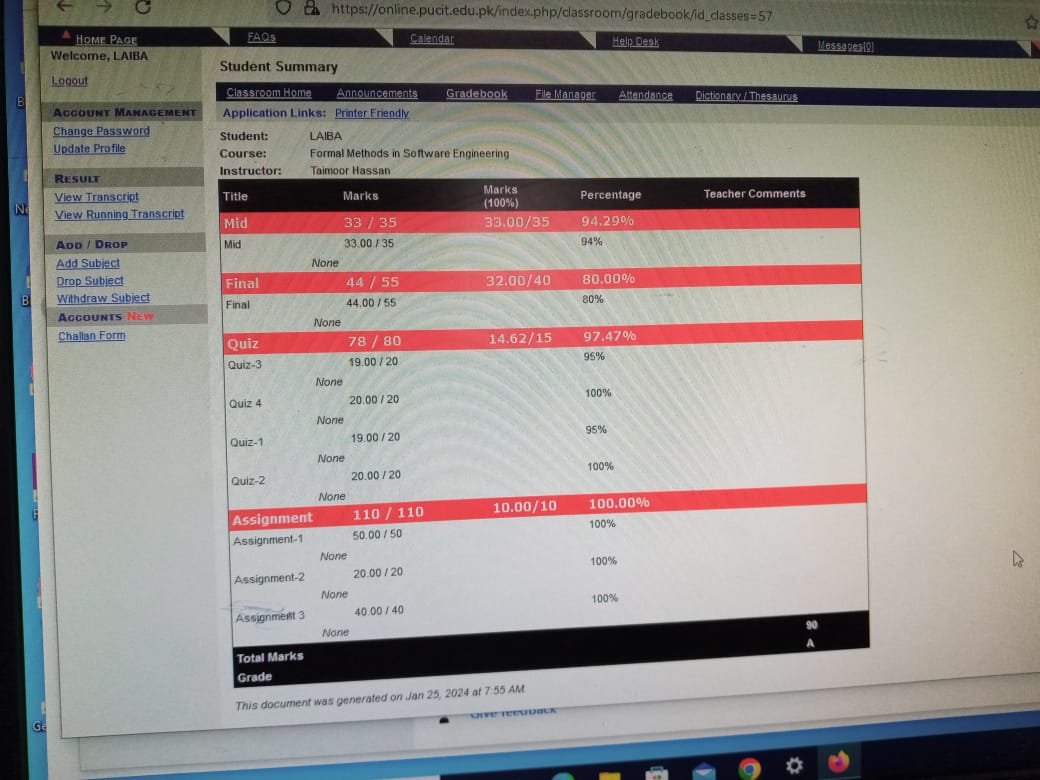 https://online.pucit.edu.pk/index.php/classroom/gradebook/id_classes=57
HOME PAGE FAQs Calendar Help Desk Messages[0]
Welcome, LAIBA
Logout
ACCOUNT MANAGEMENT
Change Password
Update Profile
RESULT
View Transcript
View Running Transcript
ADD / DROP
Add Subject
Drop Subject
Withdraw Subject
ACCOUNTS NEW
Challan Form
Student Summary
Classroom Home Announcements Gradebook File Manager Attendance Dictionary / Thesaurus
Application Links: Printer Friendly
Student: LAIBA
Course: Formal Methods in Software Engineering
Instructor: Taimoor Hassan
Title Marks Marks (100%) Percentage Teacher Comments
Mid 33 / 35 33.00/35 94.29%
Mid 33.00 / 35 94%
None
Final 44 / 55 32.00/40 80.00%
Final 44.00 / 55 80%
None
Quiz 78 / 80 14.62/15 97.47%
Quiz-3 19.00 / 20 95%
None
Quiz 4 20.00 / 20 100%
None
Quiz-1 19.00 / 20 95%
None
Quiz-2 20.00 / 20 100%
None
Assignment 110 / 110 10.00/10 100.00%
Assignment-1 50.00 / 50 100%
None
Assignment-2 20.00 / 20 100%
None
Assignment 3 40.00 / 40 100%
None
Total Marks 90
Grade A
This document was generated on Jan 25, 2024 at 7:55 AM.
Give feedback